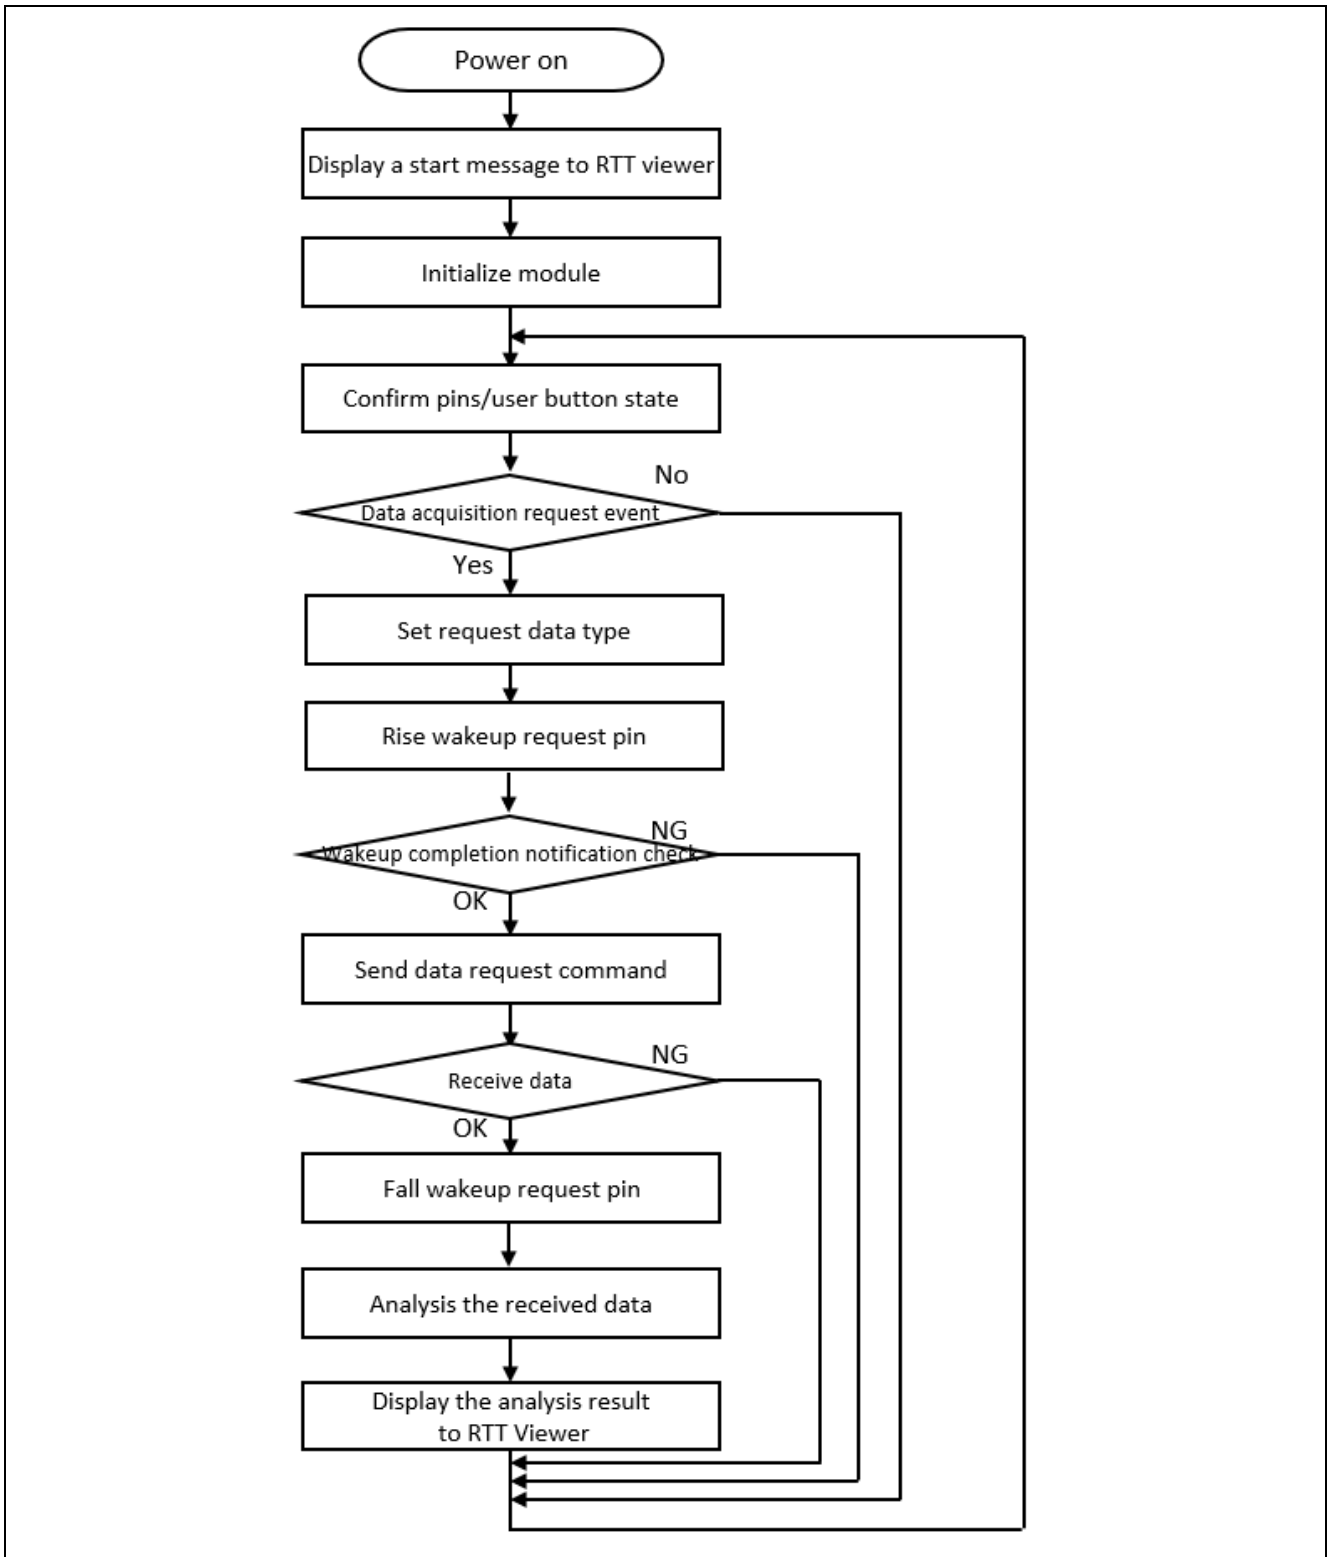 Power on
Display a start message to RTT viewer
Initialize module
Confirm pins/user button state
No
Data acquisition request event
Yes
Set request data type
Rise wakeup request pin
NG
Wakeup completion notification check
OK
Send data request command
NG
Receive data
OK
Fall wakeup request pin
Analysis the received data
Display the analysis result
to RTT Viewer